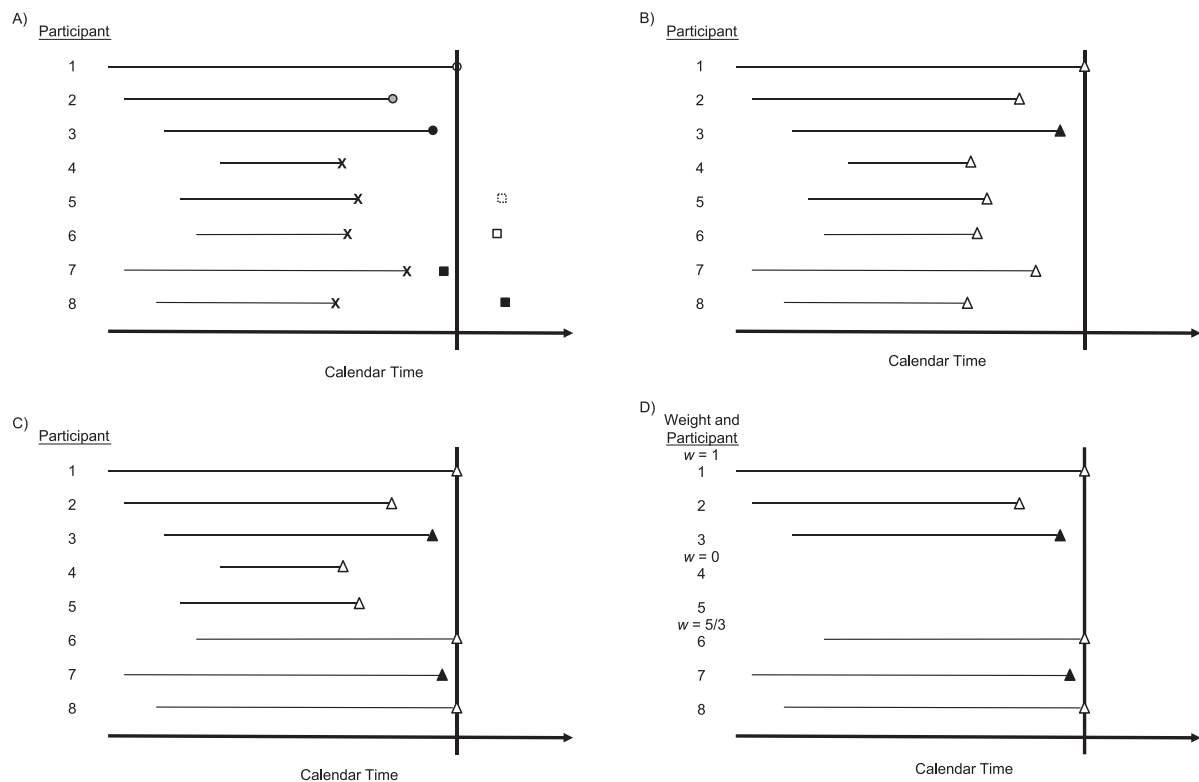 A)
Participant
1
2
3
4
X
5
X
6
X
7
X
8
X
Calendar Time
B)
Participant
1
2
3
4
5
6
7
8
Calendar Time
C)
Participant
1
2
3
4
5
6
7
8
Calendar Time
D)
Weight and
Participant
w = 1
1
2
3
w = 0
4
5
w = 5/3
6
7
8
Calendar Time